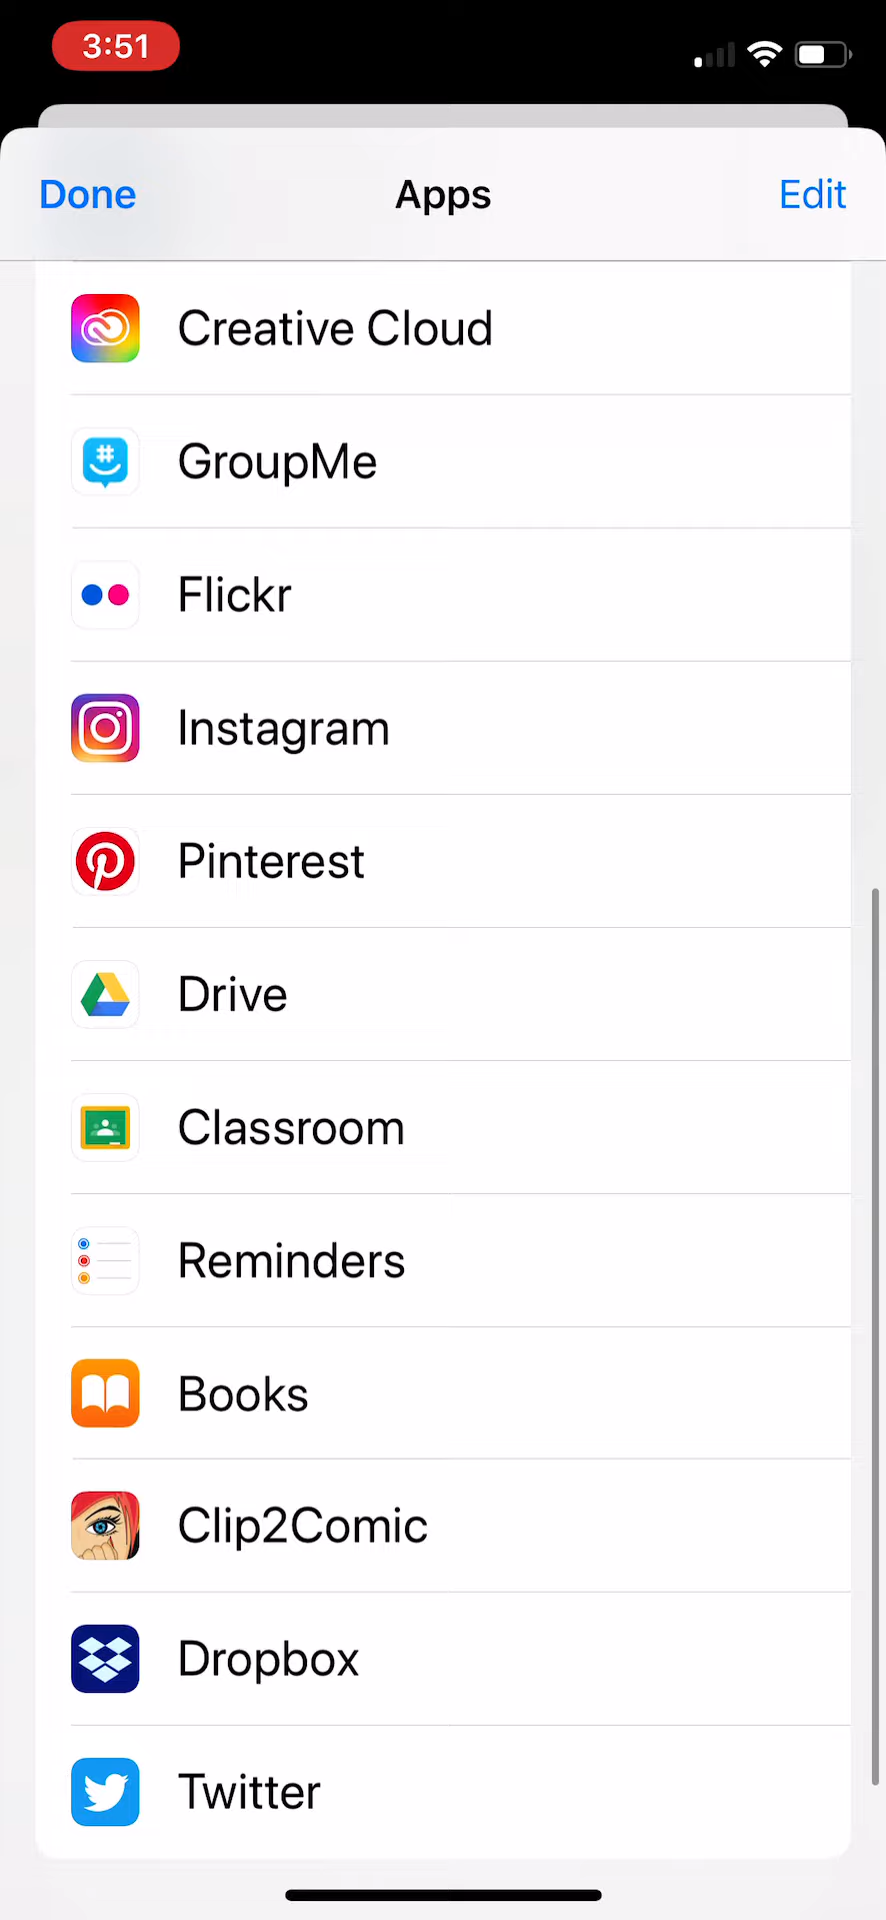 3:51
Done
Apps
Edit
Creative Cloud
GroupMe
Flickr
Instagram
Pinterest
Drive
Classroom
Reminders
Books
Clip2Comic
Dropbox
Twitter